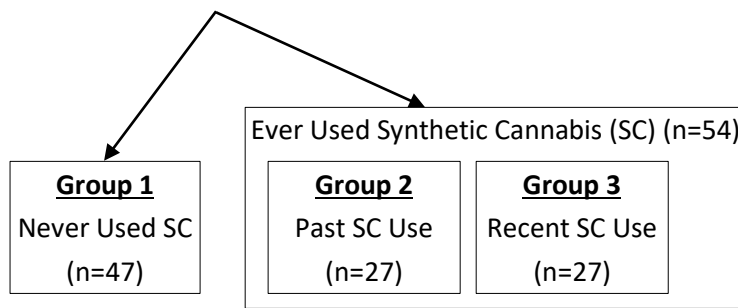 Ever Used Synthetic Cannabis (SC) (n=54)
Group 1
Never Used SC
(n=47)
Group 2
Past SC Use
(n=27)
Group 3
Recent SC Use
(n=27)